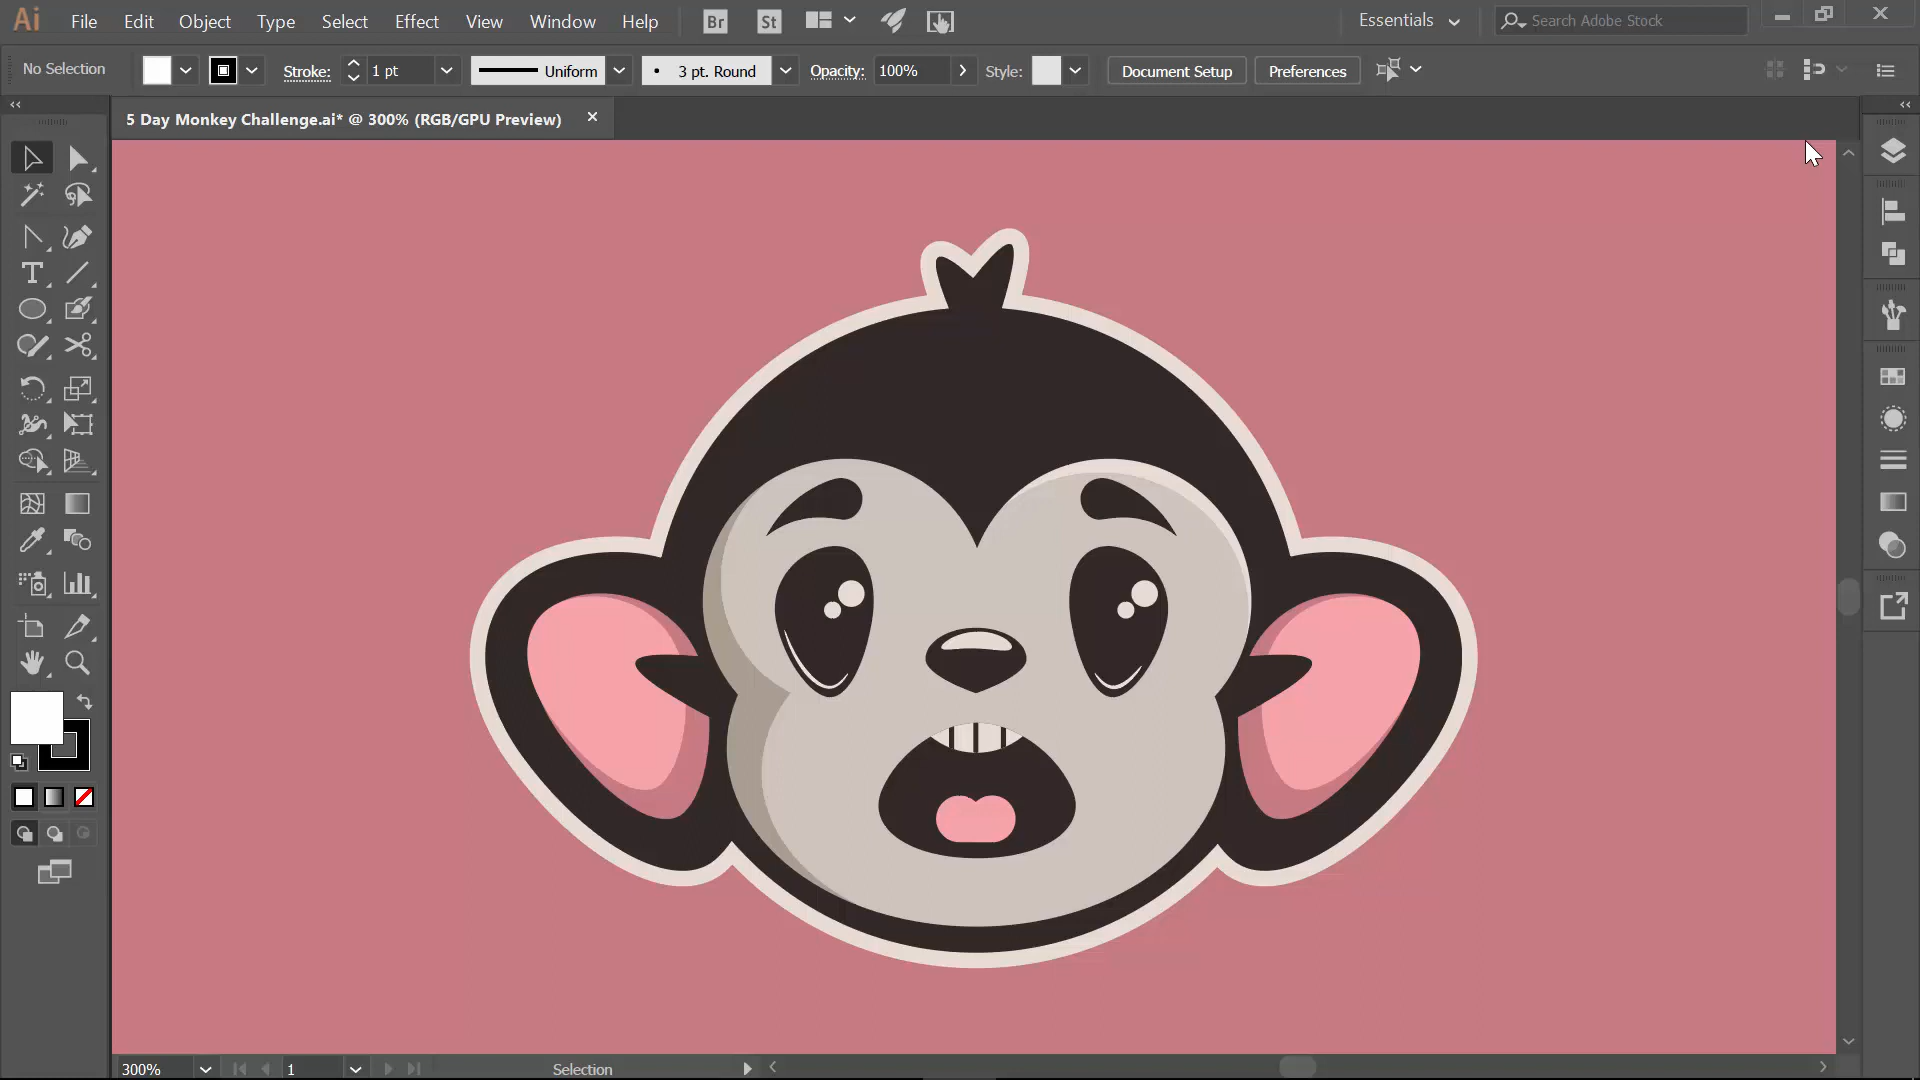 Ai File Edit Object Type Select Effect View Window Help Br St Essentials Search Adobe Stock
No Selection Stroke: 1 pt Uniform 3 pt. Round Opacity: 100% Style: Document Setup Preferences
5 Day Monkey Challenge.ai* @ 300% (RGB/GPU Preview)
300% 1 Selection